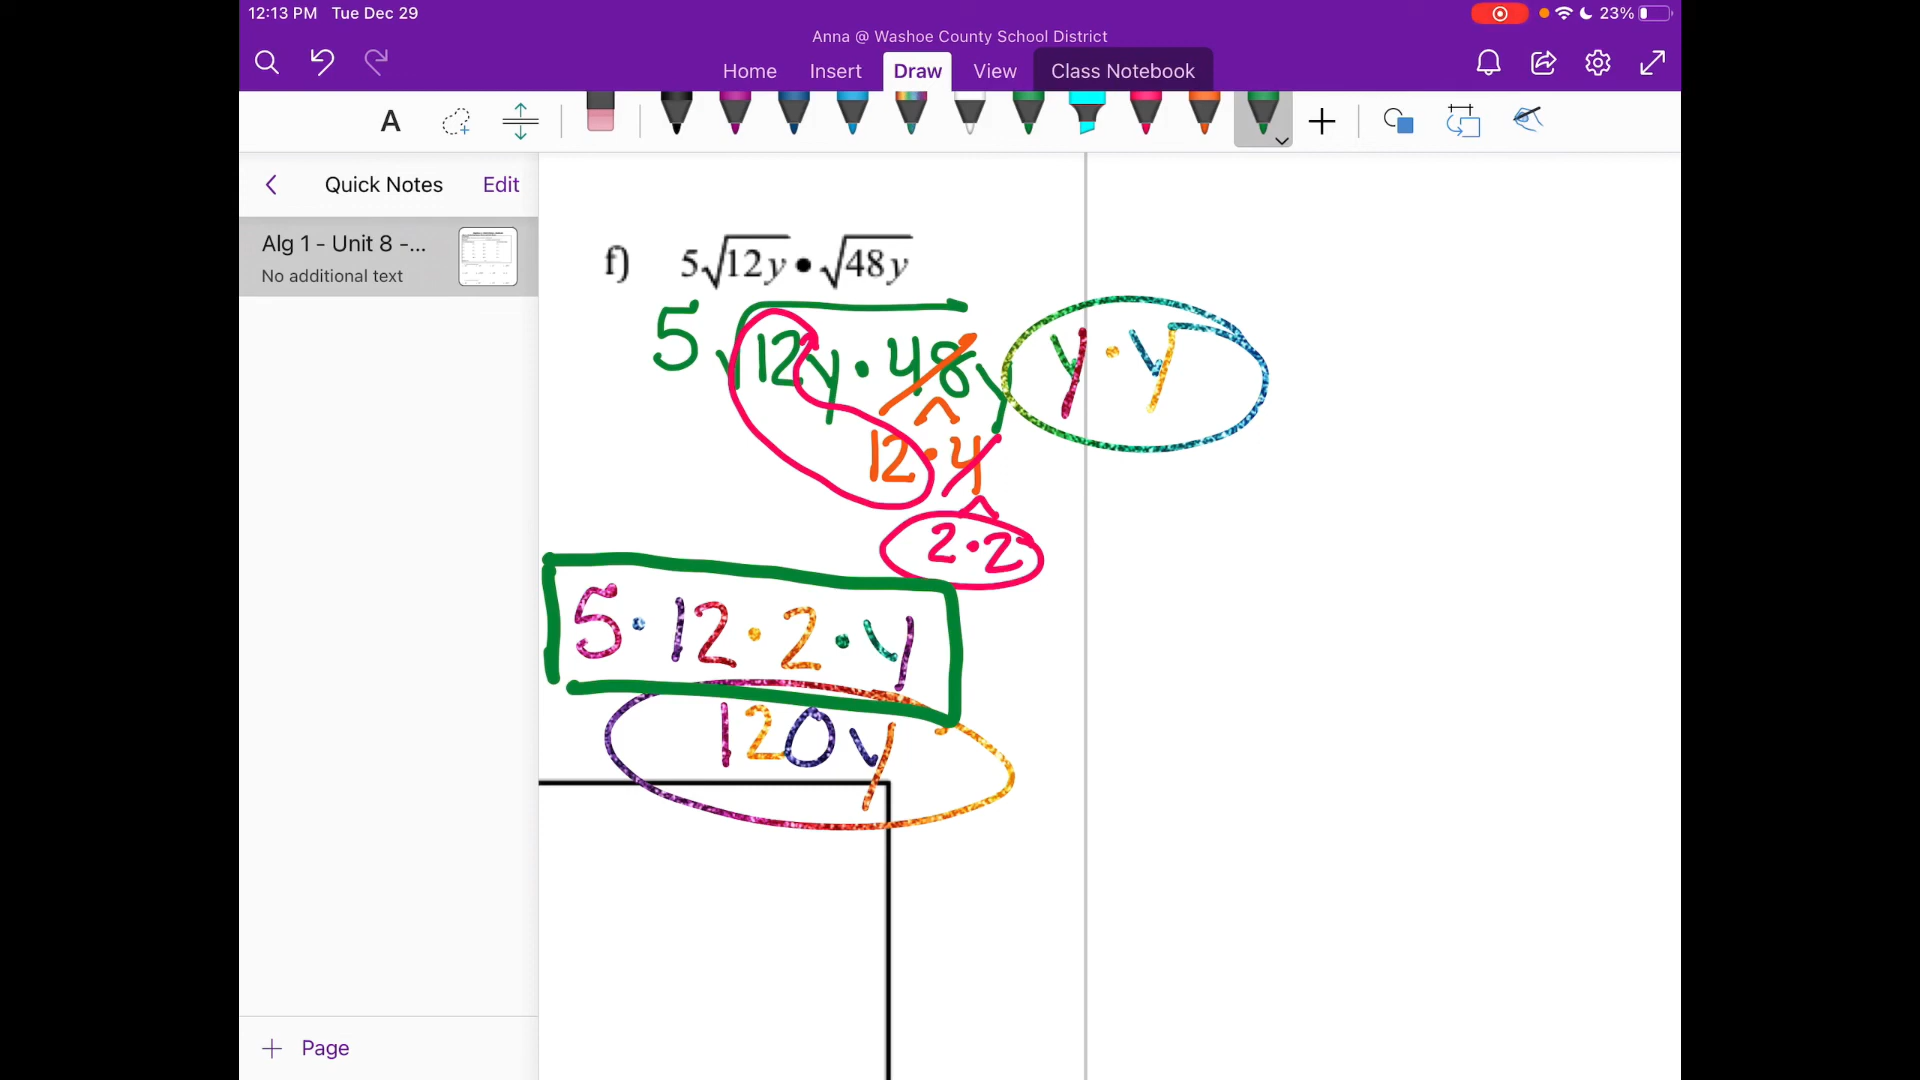 12:13 PM Tue Dec 29
23%
Anna @ Washoe County School District
Home Insert Draw View Class Notebook
A
Quick Notes
Edit
Alg 1 - Unit 8 -...
No additional text
f) 5√12y • √48y
5√12y · 48y y · y
12 · 4
2 · 2
5 · 12 · 2 · y
120y
Page